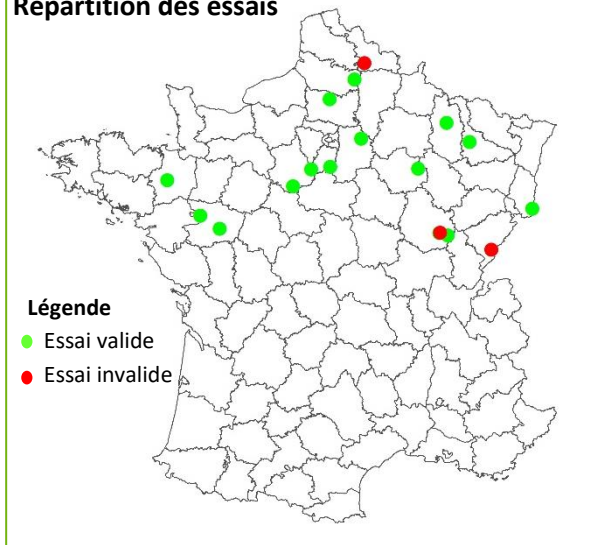 Répartition des essais
Légende
Essai valide
Essai invalide